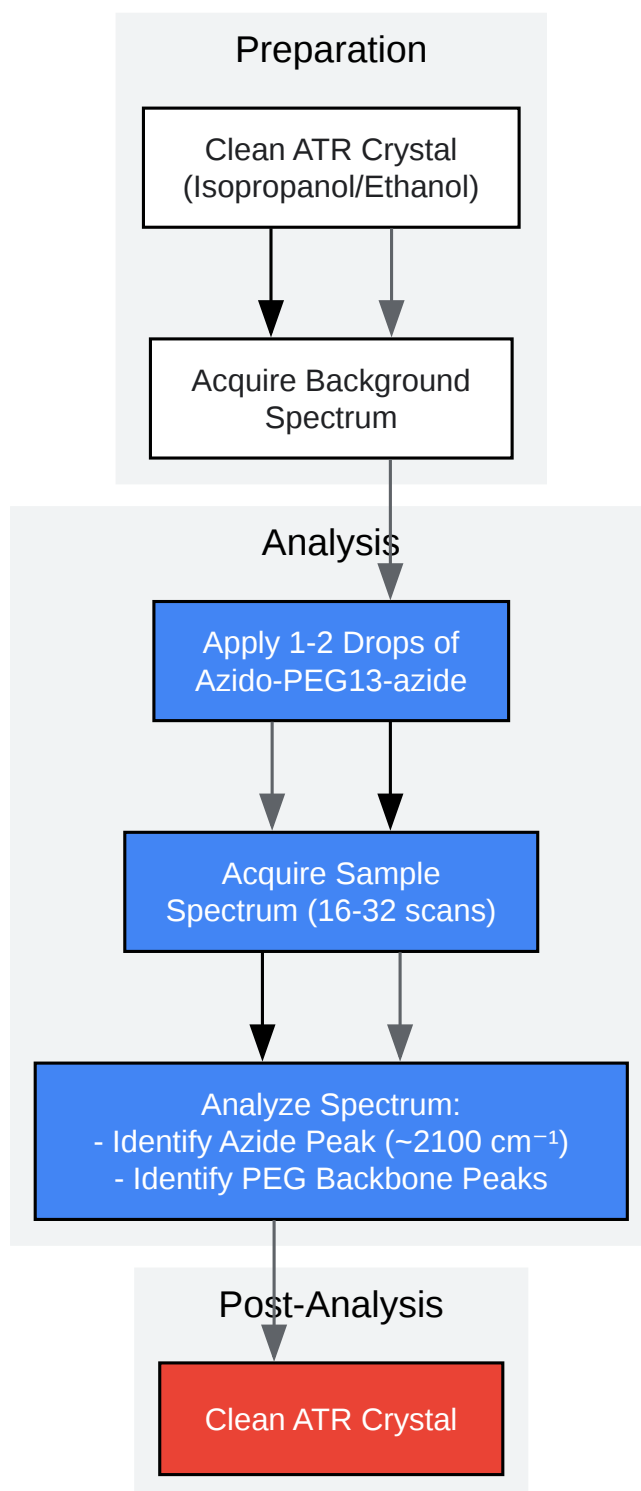 Preparation
Clean ATR Crystal
(Isopropanol/Ethanol)
Acquire Background
Spectrum
Analysis
Apply 1-2 Drops of
Azido-PEG13-azide
Acquire Sample
Spectrum (16-32 scans)
Analyze Spectrum:
- Identify Azide Peak (~2100 cm⁻¹)
- Identify PEG Backbone Peaks
Post-Analysis
Clean ATR Crystal